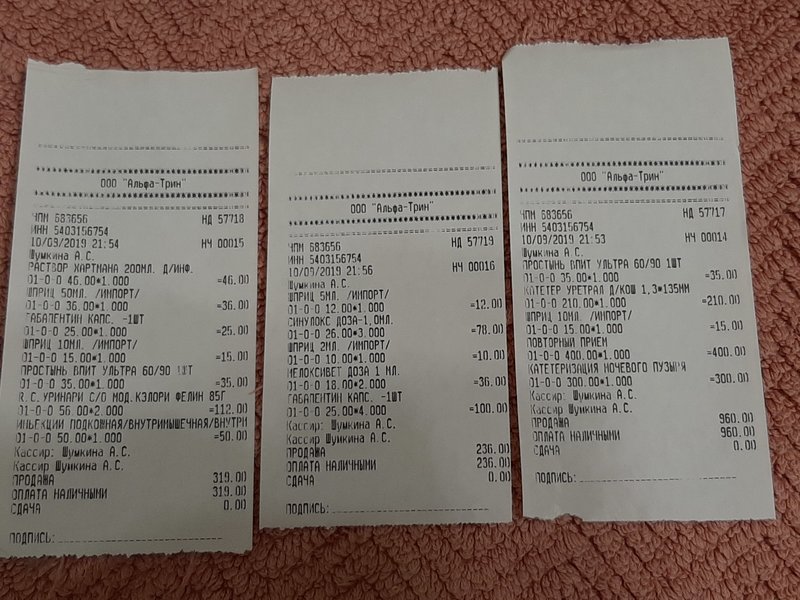 ООО "Альфа-Трин"
ЧПМ 683656 НД 57718
ИНН 5403156754
10/09/2019 21:54 НЧ 00015
Шумкина А.С.
РАСТВОР ХАРТМАНА 200МЛ. Д/ИНФ.
01-0-0 46.00*1.000 =46.00
ШПРИЦ 50МЛ. /ИМПОРТ/
01-0-0 36.00*1.000 =36.00
ГАБАПЕНТИН КАПС. -1ШТ
01-0-0 25.00*1.000 =25.00
ШПРИЦ 10МЛ. /ИМПОРТ/
01-0-0 15.00*1.000 =15.00
ПРОСТЫНЬ ВПИТ УЛЬТРА 60/90 1ШТ
01-0-0 35.00*1.000 =35.00
R.C.УРИНАРИ С/О МОД.КЭЛОРИ ФЕЛИН 85Г
01-0-0 56.00*2.000 =112.00
ИНЪЕКЦИИ ПОДКОЖНАЯ/ВНУТРИМЫШЕЧНАЯ/ВНУТРИ
01-0-0 50.00*1.000 =50.00
Кассир: Шумкина А.С.
Кассир Шумкина А.С.
ПРОДАЖА 319.00
ОПЛАТА НАЛИЧНЫМИ 319.00
СДАЧА 0.00
ПОДПИСЬ:
ООО "Альфа-Трин"
ЧПМ 683656 НД 57719
ИНН 5403156754
10/09/2019 21:56 НЧ 00016
Шумкина А.С.
ШПРИЦ 5МЛ. /ИМПОРТ/
01-0-0 12.00*1.000 =12.00
СИНУЛОКС ДОЗА-1,0МЛ.
01-0-0 26.00*3.000 =78.00
ШПРИЦ 2МЛ. /ИМПОРТ/
01-0-0 10.00*1.000 =10.00
МЕЛОКСИВЕТ ДОЗА 1 МЛ.
01-0-0 18.00*2.000 =36.00
ГАБАПЕНТИН КАПС. -1ШТ
01-0-0 25.00*4.000 =100.00
Кассир: Шумкина А.С.
Кассир Шумкина А.С.
ПРОДАЖА 236.00
ОПЛАТА НАЛИЧНЫМИ 236.00
СДАЧА 0.00
ПОДПИСЬ:
ООО "Альфа-Трин"
ЧПМ 683656 НД 57717
ИНН 5403156754
10/09/2019 21:53 НЧ 00014
Шумкина А.С.
ПРОСТЫНЬ ВПИТ УЛЬТРА 60/90 1ШТ
01-0-0 35.00*1.000 =35.00
КАТЕТЕР УРЕТРАЛ Д/КОШ 1,3*135ММ
01-0-0 210.00*1.000 =210.00
ШПРИЦ 10МЛ. /ИМПОРТ/
01-0-0 15.00*1.000 =15.00
ПОВТОРНЫЙ ПРИЕМ
01-0-0 400.00*1.000 =400.00
КАТЕТЕРИЗАЦИЯ МОЧЕВОГО ПУЗЫРЯ
01-0-0 300.00*1.000 =300.00
Кассир: Шумкина А.С.
Кассир Шумкина А.С.
ПРОДАЖА 960.00
ОПЛАТА НАЛИЧНЫМИ 960.00
СДАЧА 0.00
ПОДПИСЬ: